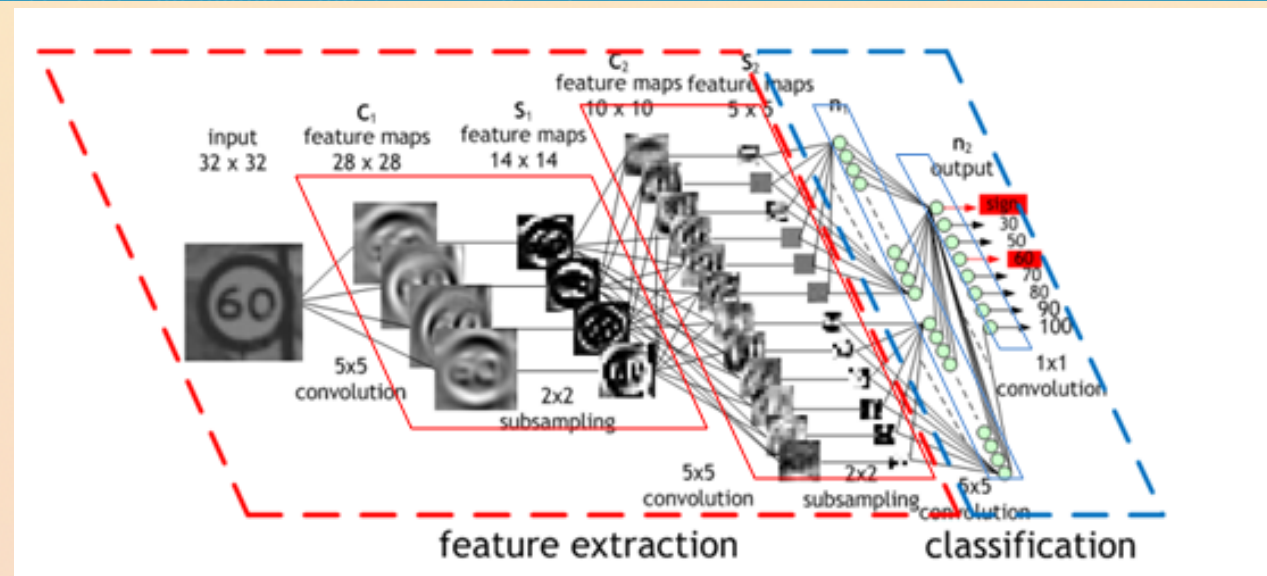 input
32 x 32
C₁
feature maps
28 x 28
S₁
feature maps
14 x 14
C₂
feature maps
10 x 10
S₂
feature maps
5 x 5
n₁
n₂
output
sign
30
50
60
70
80
90
100
60
5x5
convolution
2x2
subsampling
5x5
convolution
2x2
subsampling
5x5
convolution
1x1
convolution
feature extraction
classification